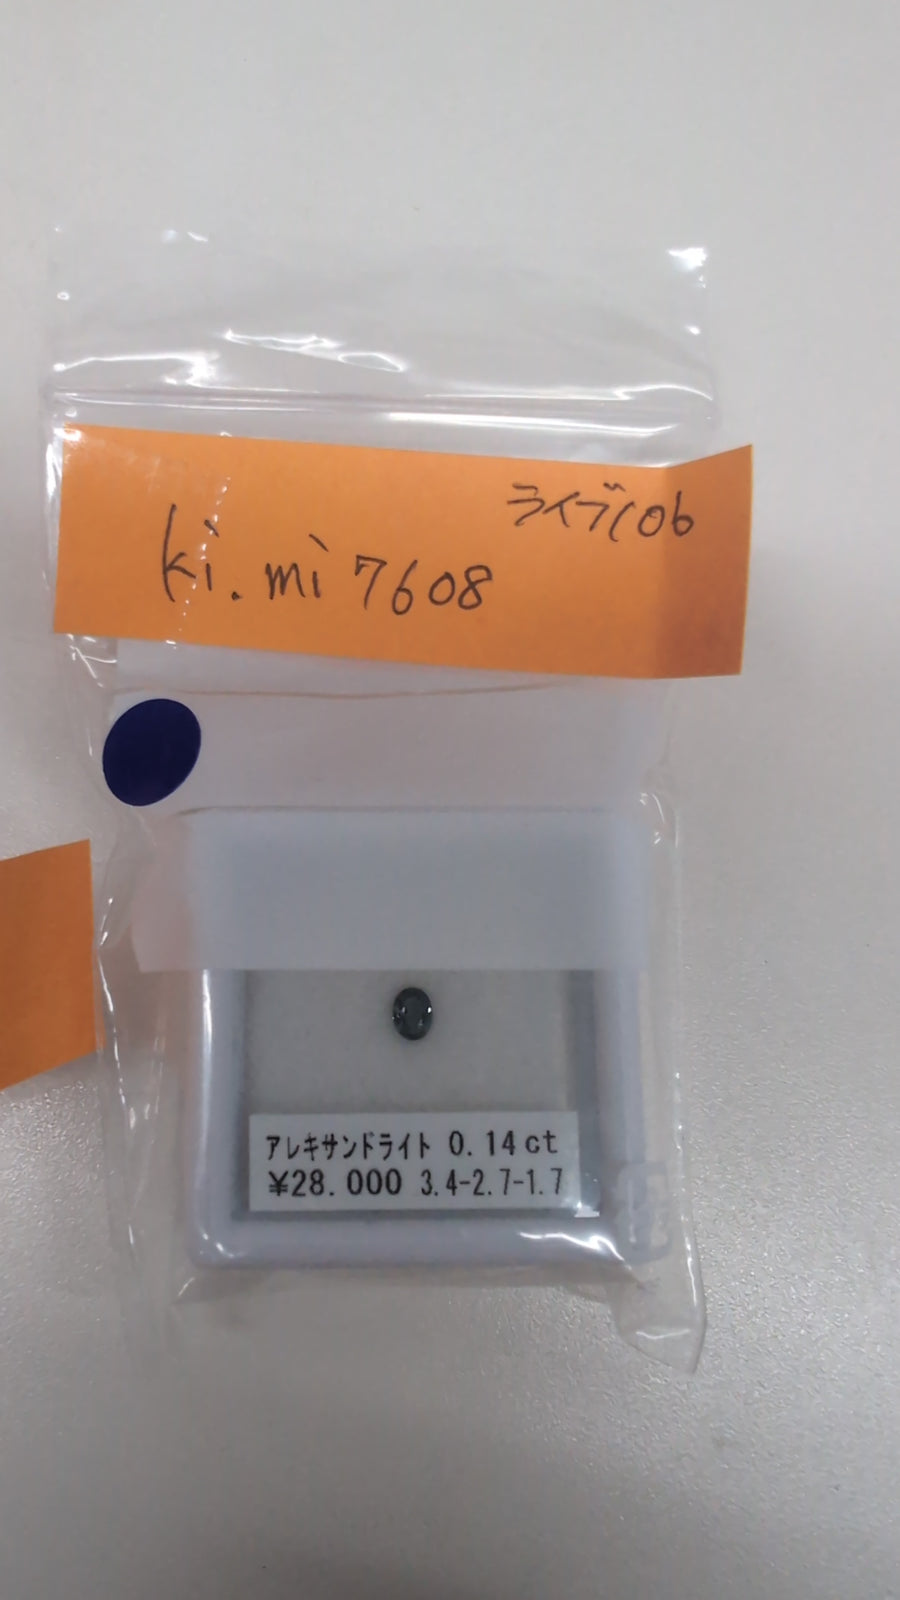 ライブ106
ki.mi7608
アレキサンドライト 0.14ct
¥28.000 3.4-2.7-1.7